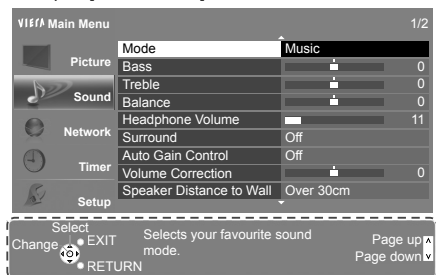 VIErA Main Menu 1/2
Picture
Sound
Network
Timer
Setup
Mode Music
Bass 0
Treble 0
Balance 0
Headphone Volume 11
Surround Off
Auto Gain Control Off
Volume Correction 0
Speaker Distance to Wall Over 30cm
Select
Change
EXIT
RETURN
Selects your favourite sound
mode.
Page up
Page down